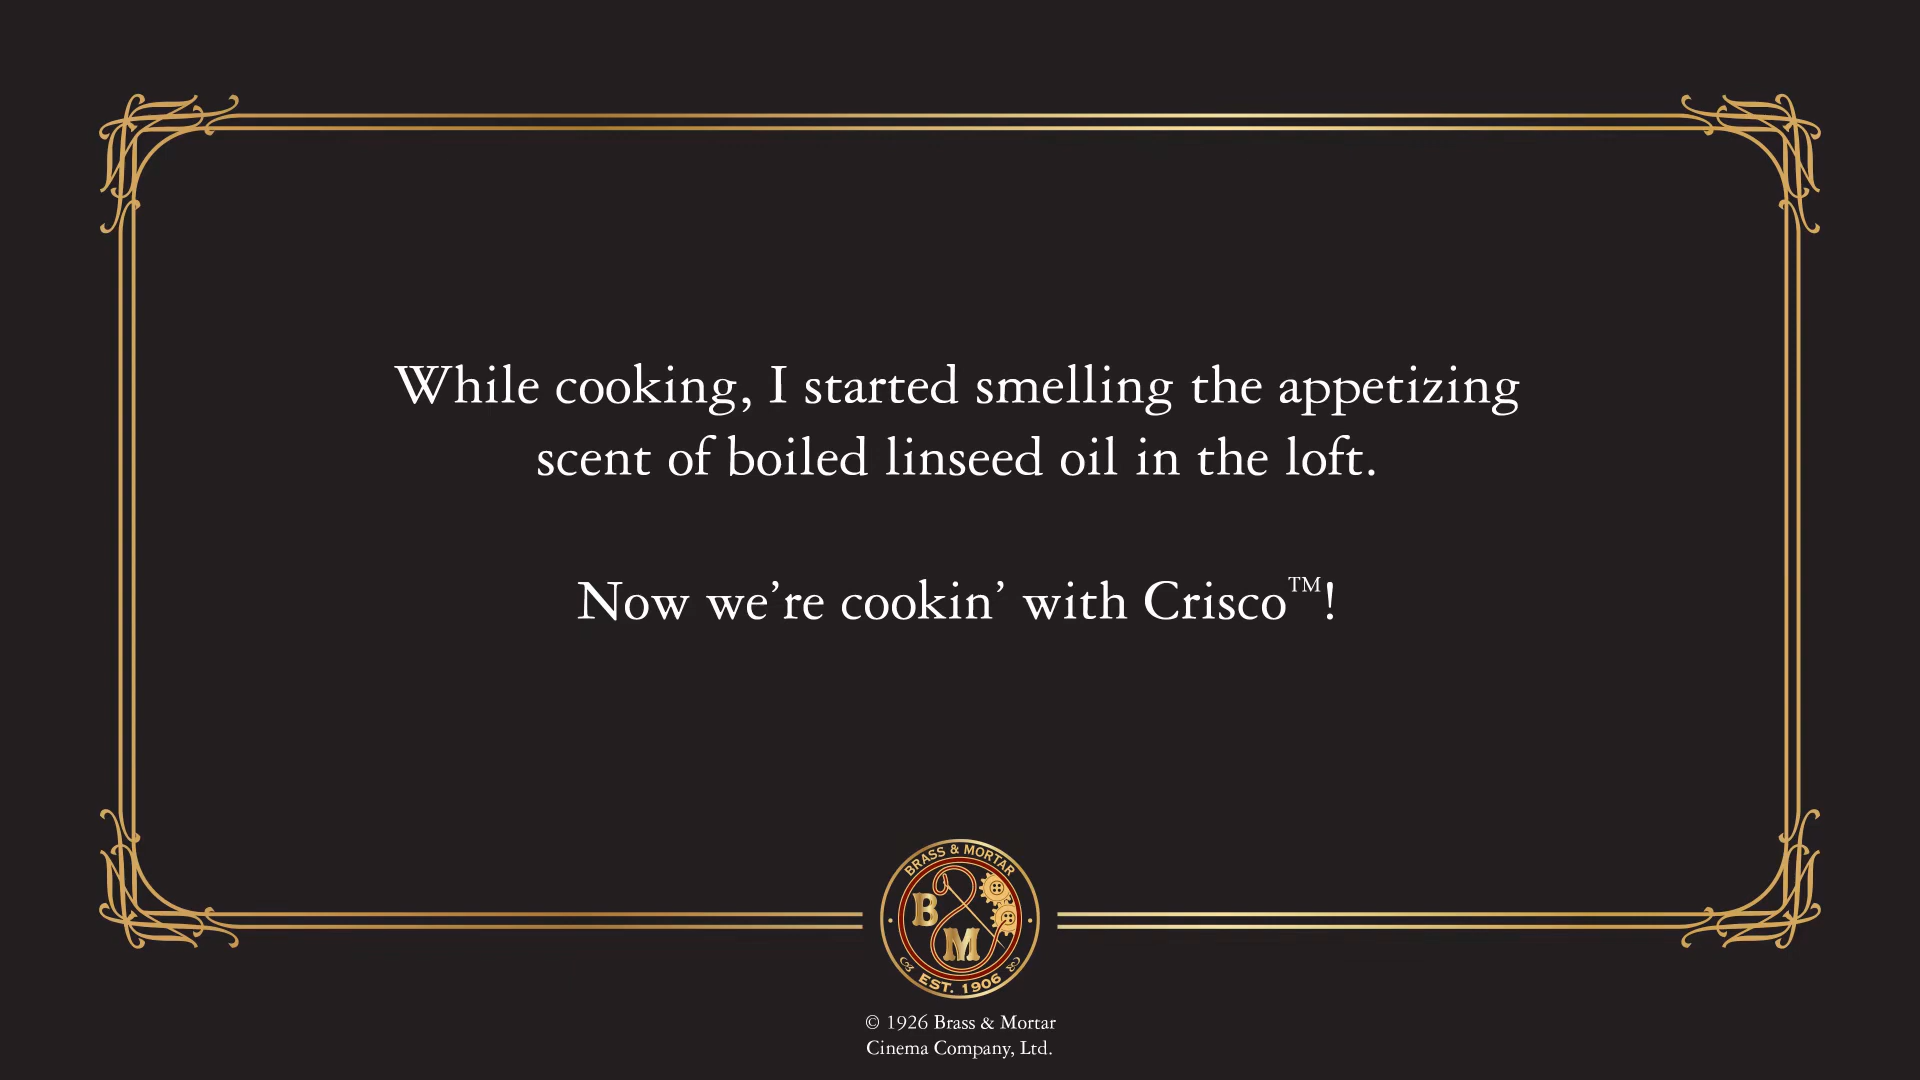 While cooking, I started smelling the appetizing
scent of boiled linseed oil in the loft.
Now we’re cookin’ with Crisco™!
BRASS & MORTAR
B
M
EST. 1906
© 1926 Brass & Mortar
Cinema Company, Ltd.